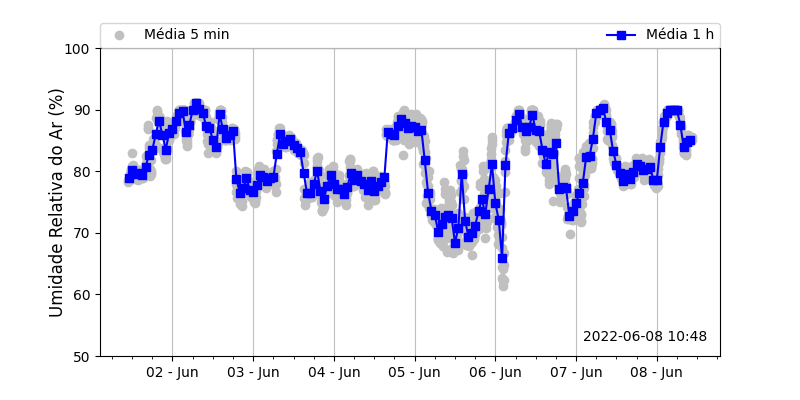 Média 5 min
Média 1 h
Umidade Relativa do Ar (%)
100
90
80
70
60
50
2022-06-08 10:48
02 - Jun
03 - Jun
04 - Jun
05 - Jun
06 - Jun
07 - Jun
08 - Jun